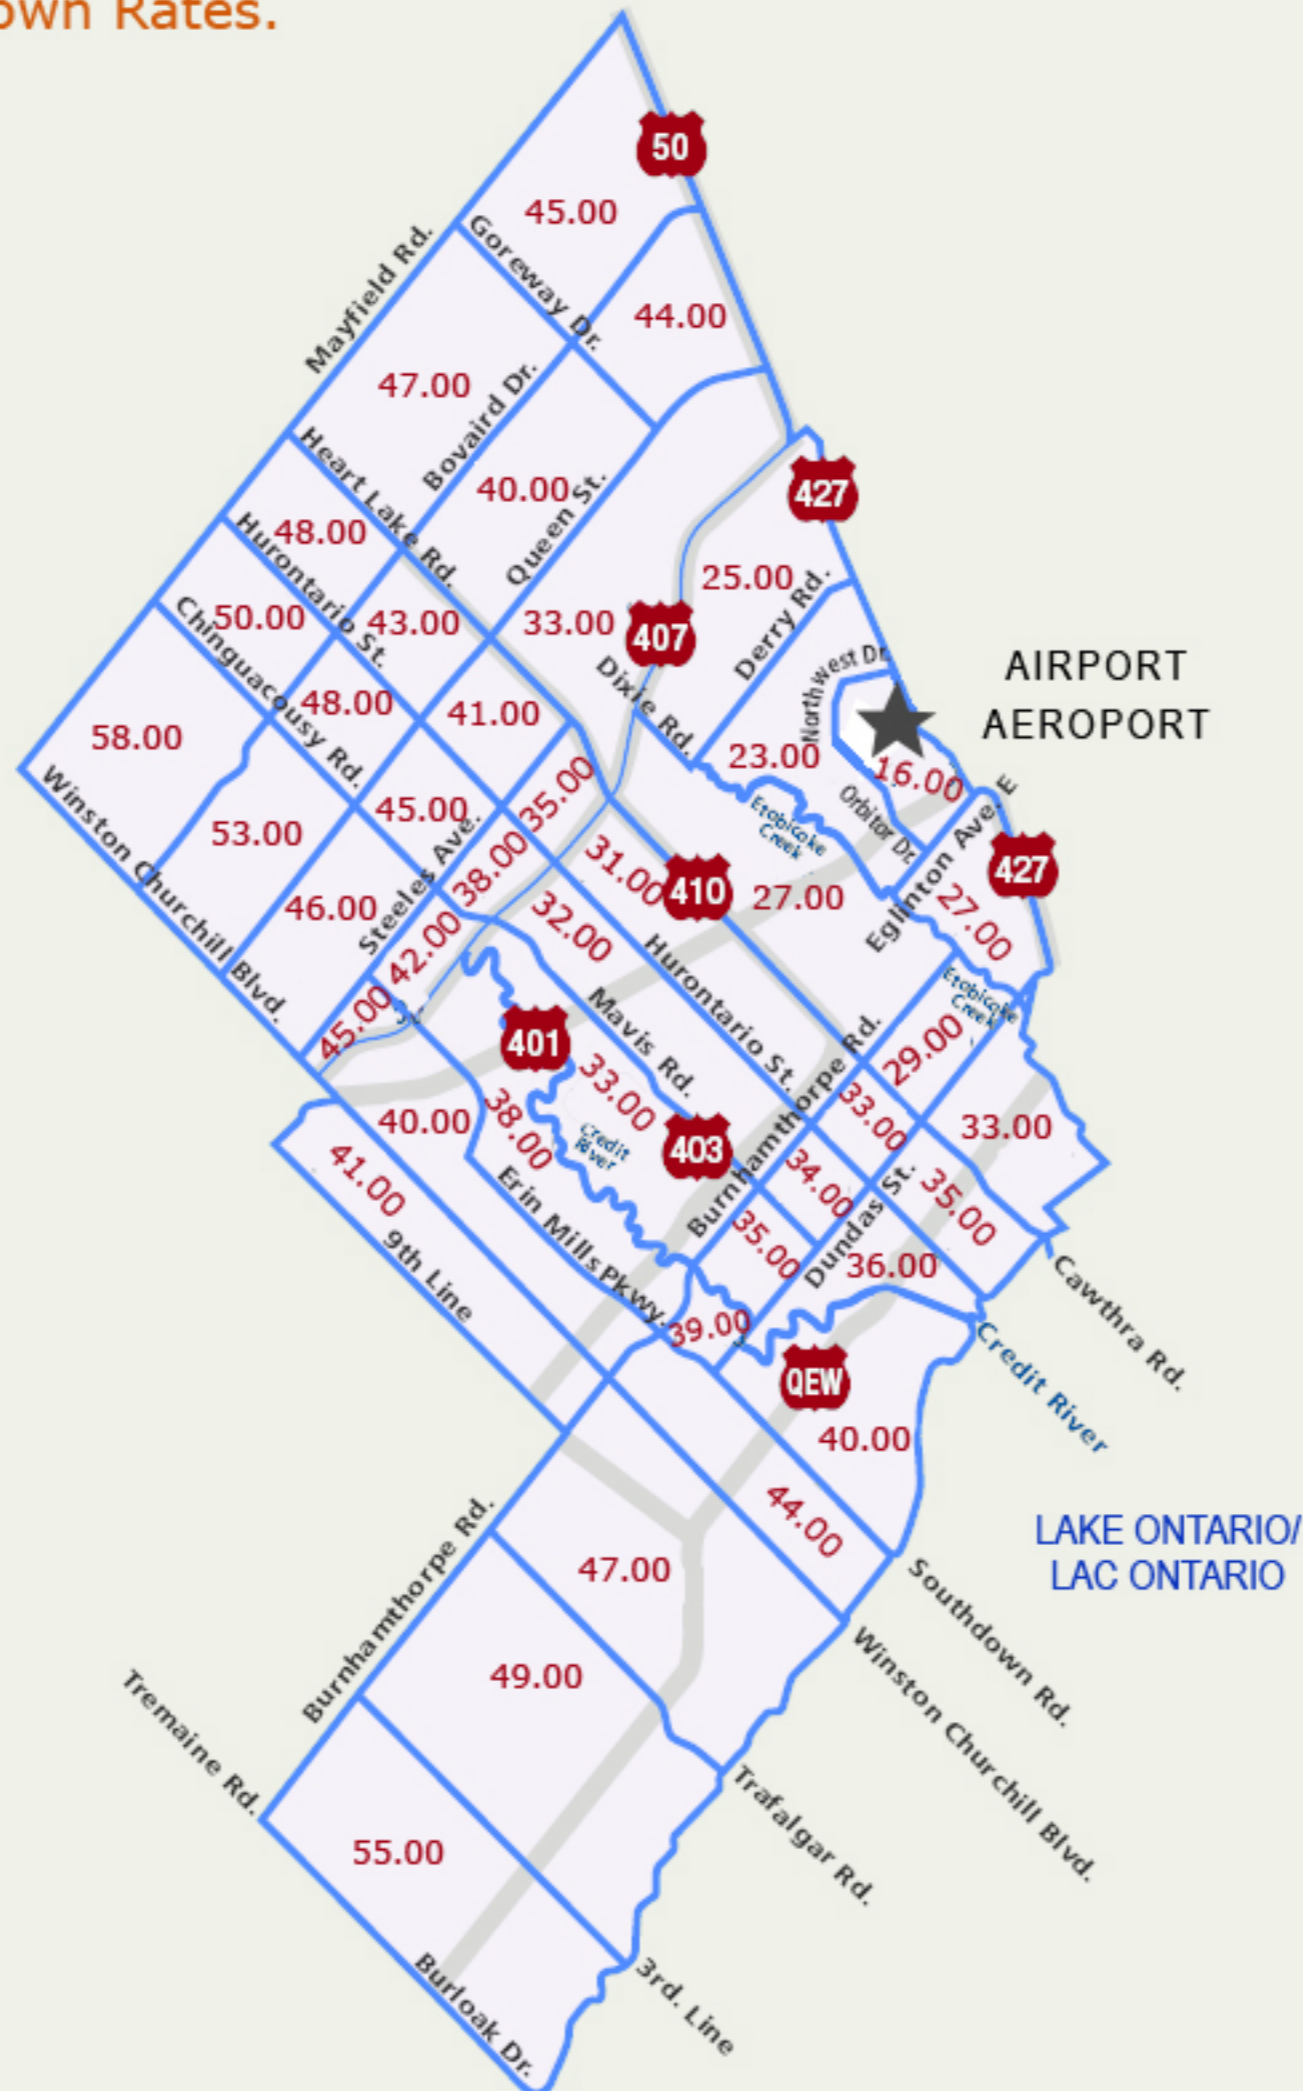 own Rates.
50
45.00
Mayfield Rd.
Goreway Dr.
44.00
47.00
Bovaird Dr.
Heart Lake Rd.
40.00
Queen St.
427
48.00
Hurontario St.
25.00
Derry Rd.
50.00
43.00
33.00
407
Chinguacousy Rd.
Dixie Rd.
Northwest Dr.
AIRPORT
AEROPORT
48.00
41.00
58.00
23.00
16.00
Winston Churchill Blvd.
35.00
Orbitor Dr.
Eglinton Ave. E
45.00
Etobicoke
Creek
53.00
Steeles Ave.
38.00
31.00
410
27.00
427
46.00
42.00
32.00
27.00
Hurontario St.
Etobicoke
Creek
45.00
Mavis Rd.
401
29.00
33.00
Burnhamthorpe Rd.
40.00
38.00
Credit
River
403
33.00
33.00
41.00
34.00
35.00
Erin Mills Pkwy.
35.00
Dundas St.
36.00
9th Line
39.00
Cawthra Rd.
QEW
Credit River
40.00
44.00
LAKE ONTARIO/
LAC ONTARIO
Burnhamthorpe Rd.
47.00
Southdown Rd.
49.00
Winston Churchill Blvd.
Tremaine Rd.
Trafalgar Rd.
55.00
Burloak Dr.
3rd. Line